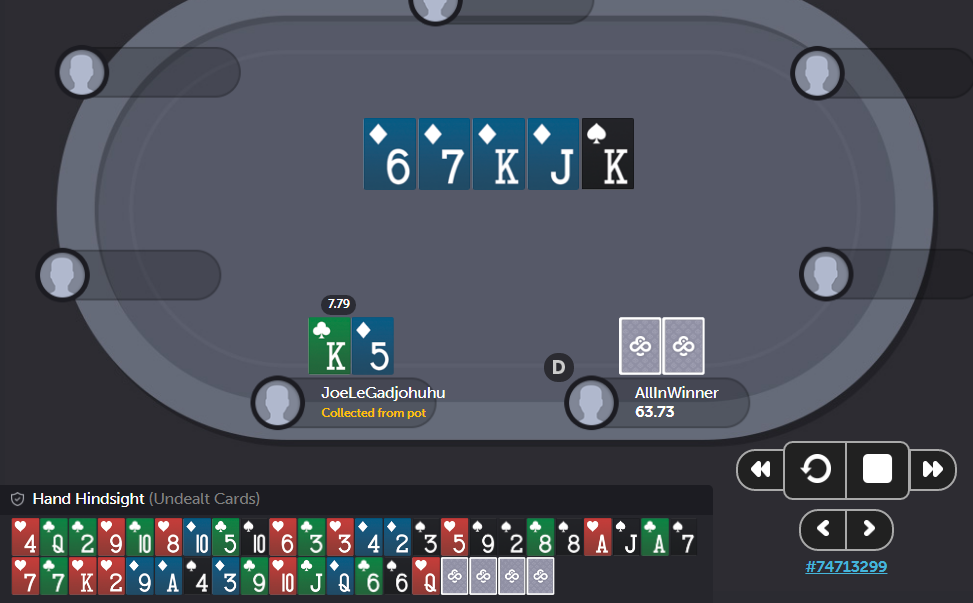 6 7 K J K
7.79
K 5
D
JoeLeGadjohuhu AllInWinner
Collected from pot 63.73
Hand Hindsight (Undealt Cards)
4 Q 2 9 10 8 10 5 10 6 3 3 4 2 3 5 9 2 8 8 A J A 7
7 7 K 2 9 A 4 3 9 10 J Q 6 6 Q
#74713299